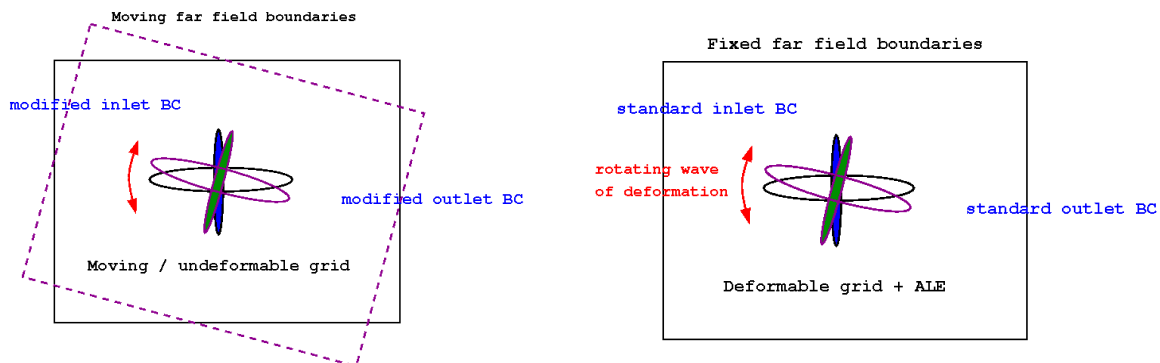 Moving far field boundaries
modified inlet BC
modified outlet BC
Moving / undeformable grid
Fixed far field boundaries
standard inlet BC
rotating wave
of deformation
standard outlet BC
Deformable grid + ALE